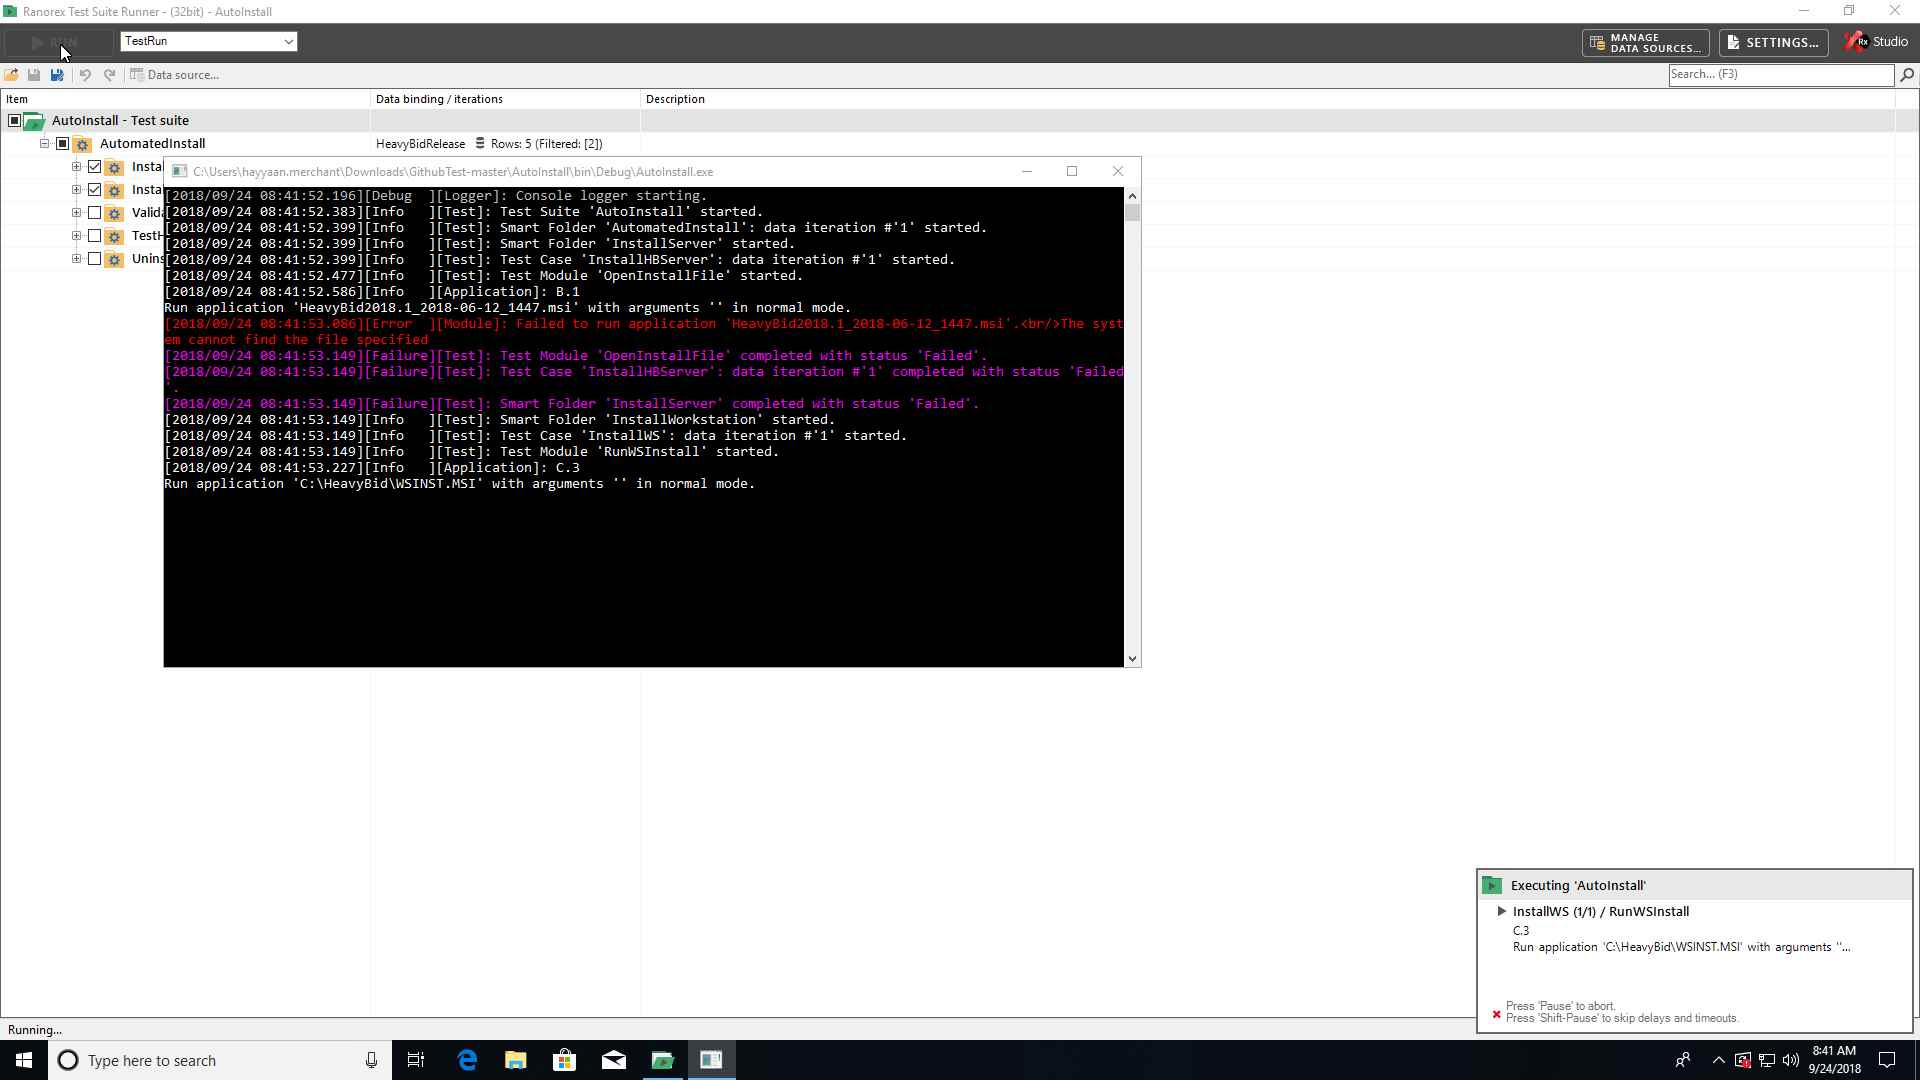 Ranorex Test Suite Runner - (32bit) - AutoInstall
RUN
TestRun
MANAGE
DATA SOURCES...
SETTINGS...
Rx
Studio
Data source...
Search... (F3)
Item
Data binding / iterations
Description
AutoInstall - Test suite
AutomatedInstall
HeavyBidRelease
Rows: 5 (Filtered: [2])
Instal
Instal
Valida
TestH
Unins
C:\Users\hayyaan.merchant\Downloads\GithubTest-master\AutoInstall\bin\Debug\AutoInstall.exe
[2018/09/24 08:41:52.196][Debug  ][Logger]: Console logger starting.
[2018/09/24 08:41:52.383][Info   ][Test]: Test Suite 'AutoInstall' started.
[2018/09/24 08:41:52.399][Info   ][Test]: Smart Folder 'AutomatedInstall': data iteration #'1' started.
[2018/09/24 08:41:52.399][Info   ][Test]: Smart Folder 'InstallServer' started.
[2018/09/24 08:41:52.399][Info   ][Test]: Test Case 'InstallHBServer': data iteration #'1' started.
[2018/09/24 08:41:52.477][Info   ][Test]: Test Module 'OpenInstallFile' started.
[2018/09/24 08:41:52.586][Info   ][Application]: B.1
Run application 'HeavyBid2018.1_2018-06-12_1447.msi' with arguments '' in normal mode.
[2018/09/24 08:41:53.086][Error  ][Module]: Failed to run application 'HeavyBid2018.1_2018-06-12_1447.msi'.<br/>The syst
em cannot find the file specified
[2018/09/24 08:41:53.149][Failure][Test]: Test Module 'OpenInstallFile' completed with status 'Failed'.
[2018/09/24 08:41:53.149][Failure][Test]: Test Case 'InstallHBServer': data iteration #'1' completed with status 'Failed
'.
[2018/09/24 08:41:53.149][Failure][Test]: Smart Folder 'InstallServer' completed with status 'Failed'.
[2018/09/24 08:41:53.149][Info   ][Test]: Smart Folder 'InstallWorkstation' started.
[2018/09/24 08:41:53.149][Info   ][Test]: Test Case 'InstallWS': data iteration #'1' started.
[2018/09/24 08:41:53.149][Info   ][Test]: Test Module 'RunWSInstall' started.
[2018/09/24 08:41:53.227][Info   ][Application]: C.3
Run application 'C:\HeavyBid\WSINST.MSI' with arguments '' in normal mode.
Executing 'AutoInstall'
InstallWS (1/1) / RunWSInstall
C.3
Run application 'C:\HeavyBid\WSINST.MSI' with arguments ''...
Press 'Pause' to abort.
Press 'Shift-Pause' to skip delays and timeouts.
Running...
Type here to search
8:41 AM
9/24/2018